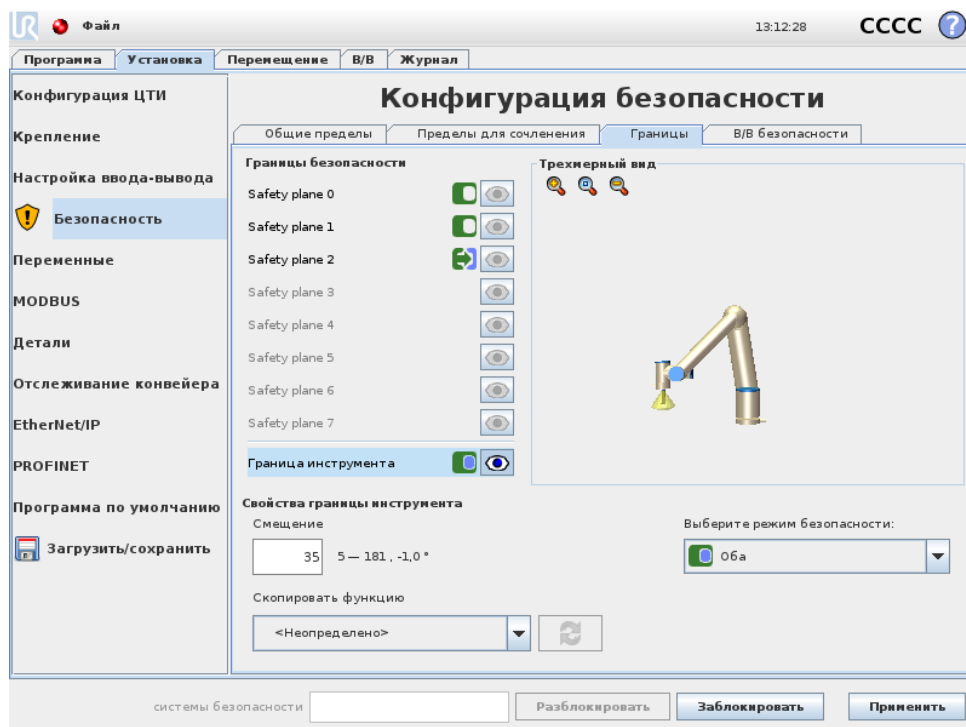 UR Файл 13:12:28 CCCC ?
Программа Установка Перемещение В/В Журнал
Конфигурация ЦТИ
Крепление
Настройка ввода-вывода
Безопасность
Переменные
MODBUS
Детали
Отслеживание конвейера
EtherNet/IP
PROFINET
Программа по умолчанию
Загрузить/сохранить
Конфигурация безопасности
Общие пределы Пределы для сочленения Границы В/В безопасности
Границы безопасности
Safety plane 0
Safety plane 1
Safety plane 2
Safety plane 3
Safety plane 4
Safety plane 5
Safety plane 6
Safety plane 7
Граница инструмента
Трехмерный вид
Свойства границы инструмента
Смещение
35 5 — 181 , -1,0 °
Скопировать функцию
<Неопределено>
Выберите режим безопасности:
Оба
системы безопасности Разблокировать Заблокировать Применить